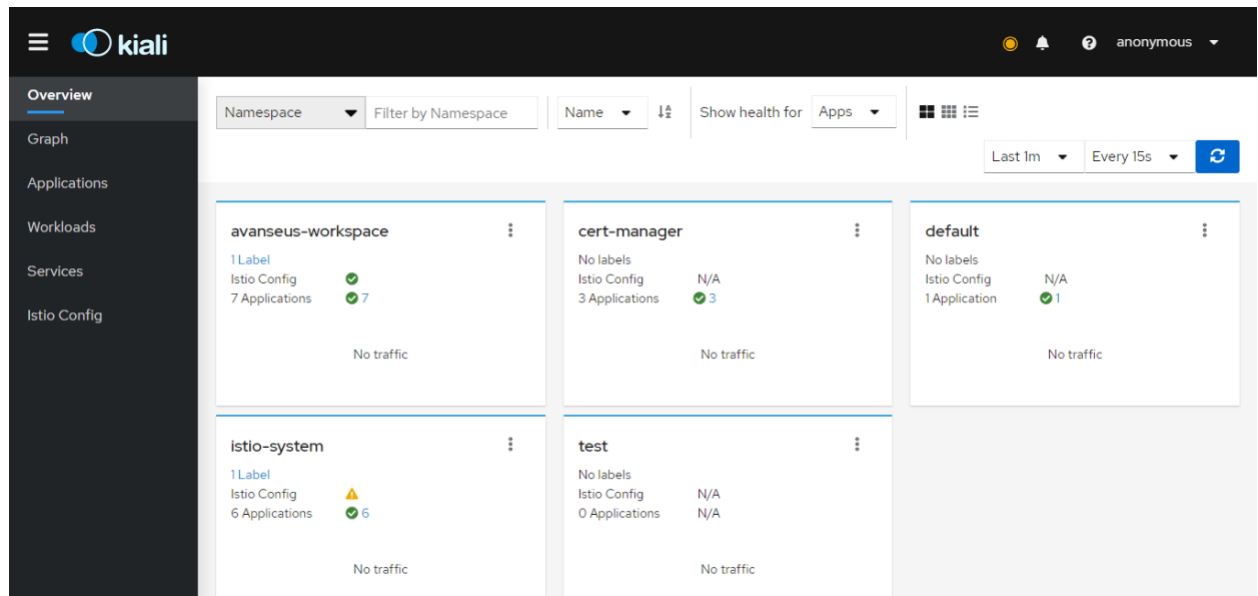 kiali
anonymous
Overview
Graph
Applications
Workloads
Services
Istio Config
Namespace
Filter by Namespace
Name
Show health for
Apps
Last 1m
Every 15s
avanseus-workspace
1 Label
Istio Config
7 Applications 7
No traffic
cert-manager
No labels
Istio Config N/A
3 Applications 3
No traffic
default
No labels
Istio Config N/A
1 Application 1
No traffic
istio-system
1 Label
Istio Config
6 Applications 6
No traffic
test
No labels
Istio Config N/A
0 Applications N/A
No traffic